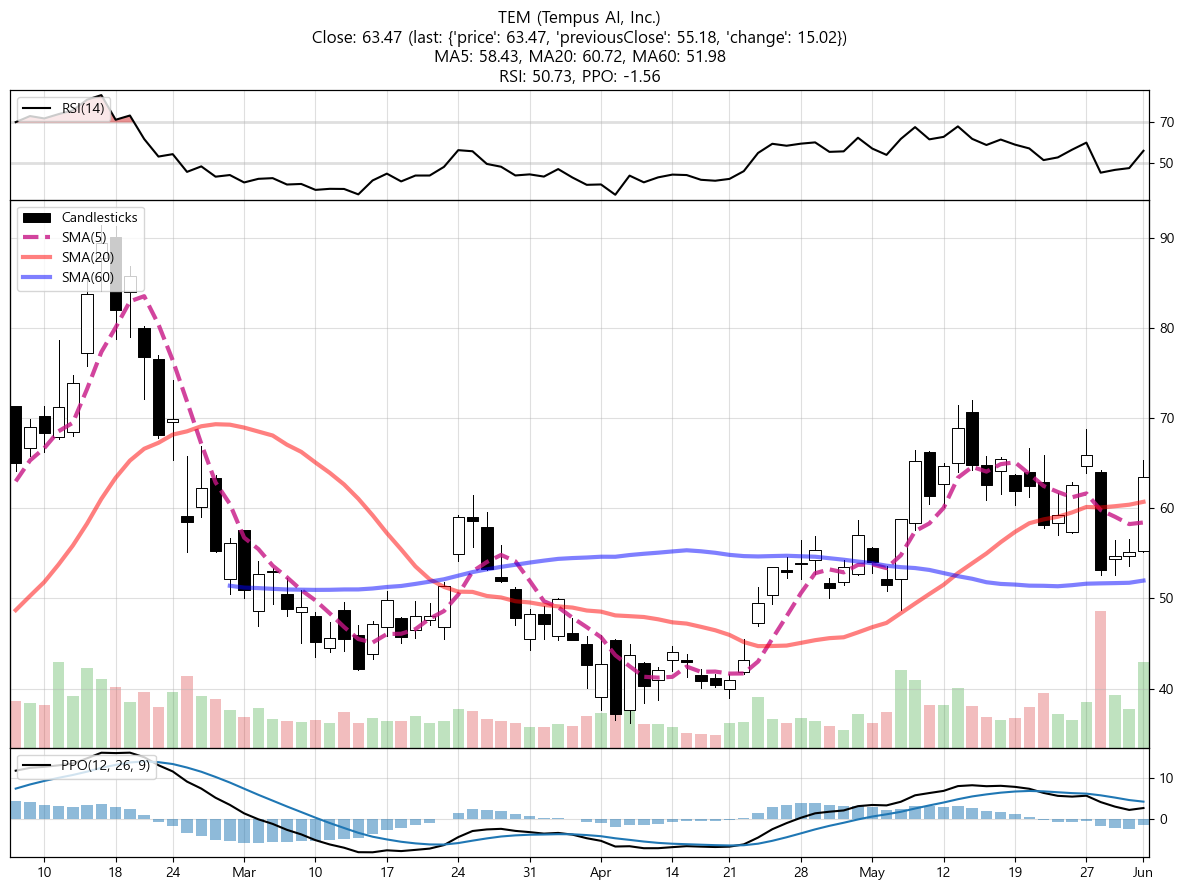 TEM (Tempus AI, Inc.)
Close: 63.47 (last: {'price': 63.47, 'previousClose': 55.18, 'change': 15.02})
MA5: 58.43, MA20: 60.72, MA60: 51.98
RSI: 50.73, PPO: -1.56
RSI(14)
70
50
Candlesticks
SMA(5)
SMA(20)
SMA(60)
90
80
70
60
50
40
PPO(12, 26, 9)
10
0
10 18 24 Mar 10 17 24 31 Apr 14 21 28 May 12 19 27 Jun